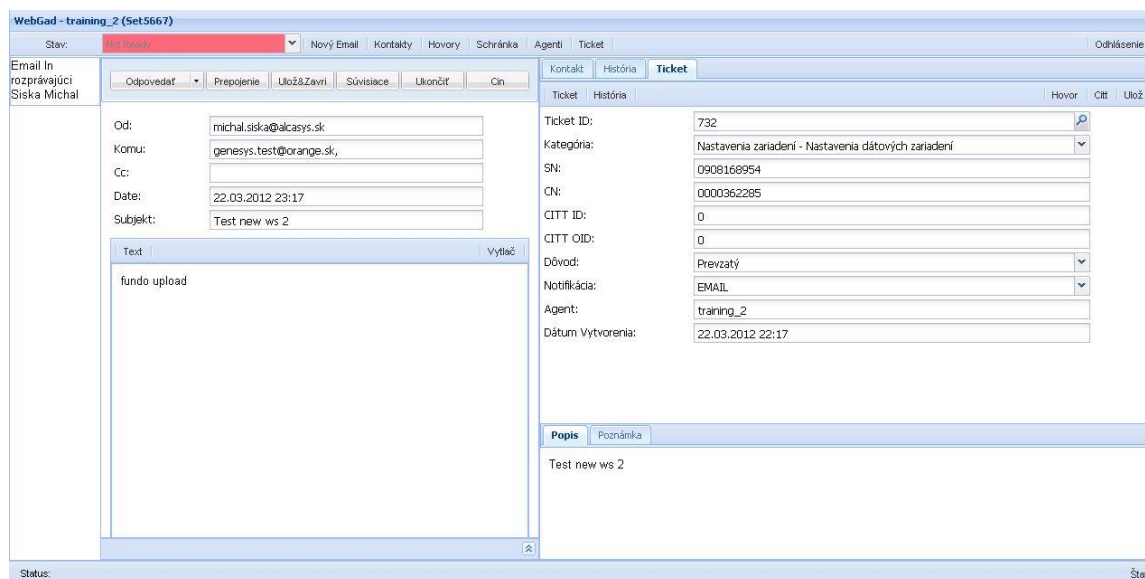 WebGad - training_2 (Set5667)
Stav: Not Ready Nový Email Kontakty Hovory Schránka Agenti Ticket Odhlásenie
Email In
rozprávajúci
Siska Michal
Odpovedať Prepojenie Ulož&Zavri Súvisiace Ukončiť Cin
Od: michal.siska@alcasys.sk
Komu: genesys.test@orange.sk,
Cc:
Date: 22.03.2012 23:17
Subjekt: Test new ws 2
Text Vytlač
fundo upload
Kontakt História Ticket
Ticket História Hovor Citt Ulož
Ticket ID: 732
Kategória: Nastavenia zariadení - Nastavenia dátových zariadení
SN: 0908168954
CN: 0000362285
CITT ID: 0
CITT OID: 0
Dôvod: Prevzatý
Notifikácia: EMAIL
Agent: training_2
Dátum Vytvorenia: 22.03.2012 22:17
Popis Poznámka
Test new ws 2
Status: